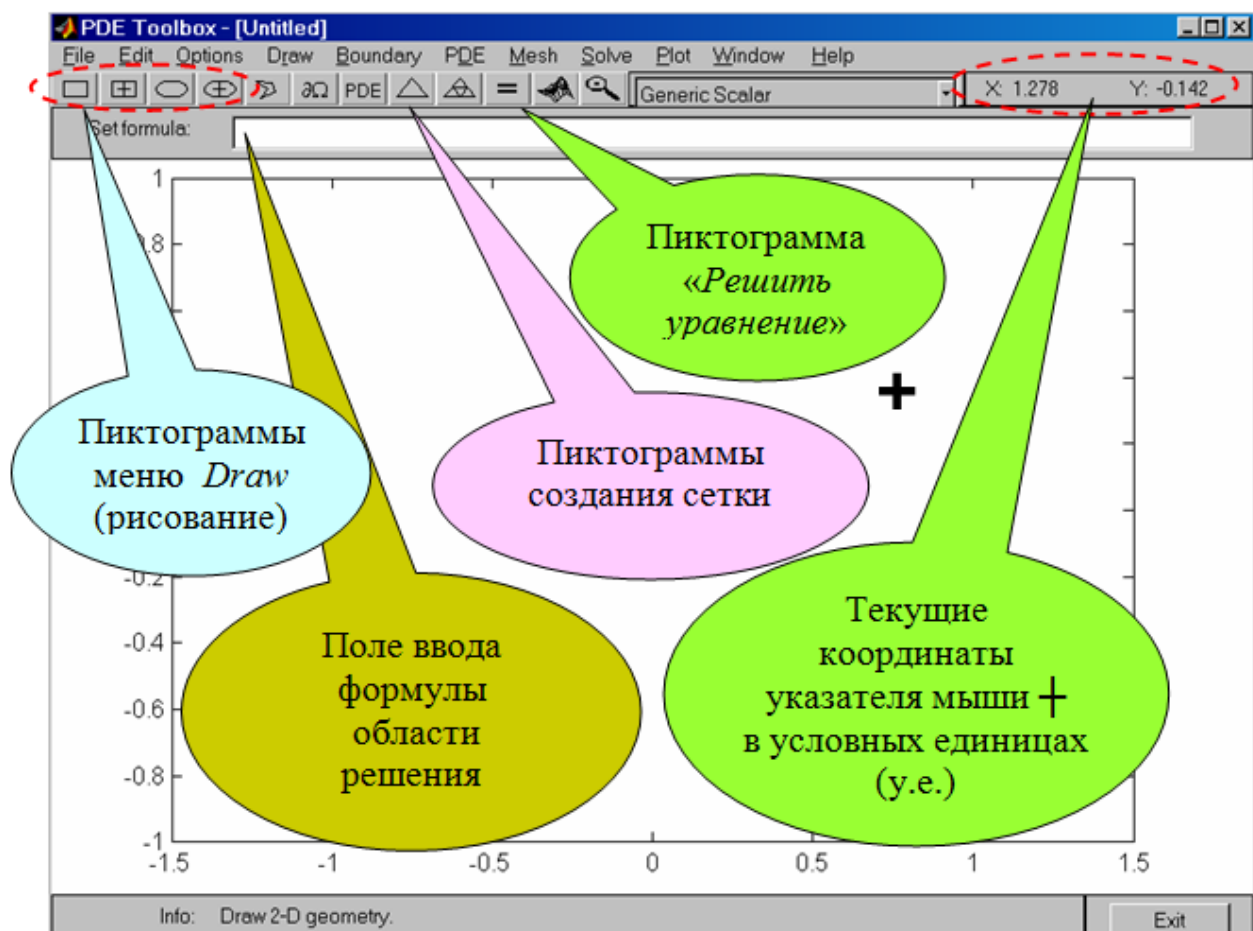 PDE Toolbox - [Untitled]
File Edit Options Draw Boundary PDE Mesh Solve Plot Window Help
∂Ω PDE = Generic Scalar X: 1.278 Y: -0.142
Set formula:
1
0.8
-0.2
-0.4
-0.6
-0.8
-1
-1.5 -1 -0.5 0 0.5 1 1.5
Пиктограмма
«Решить
уравнение»
Пиктограммы
меню Draw
(рисование)
Пиктограммы
создания сетки
Поле ввода
формулы
области
решения
Текущие
координаты
указателя мыши +
в условных единицах
(у.е.)
Info: Draw 2-D geometry.
Exit